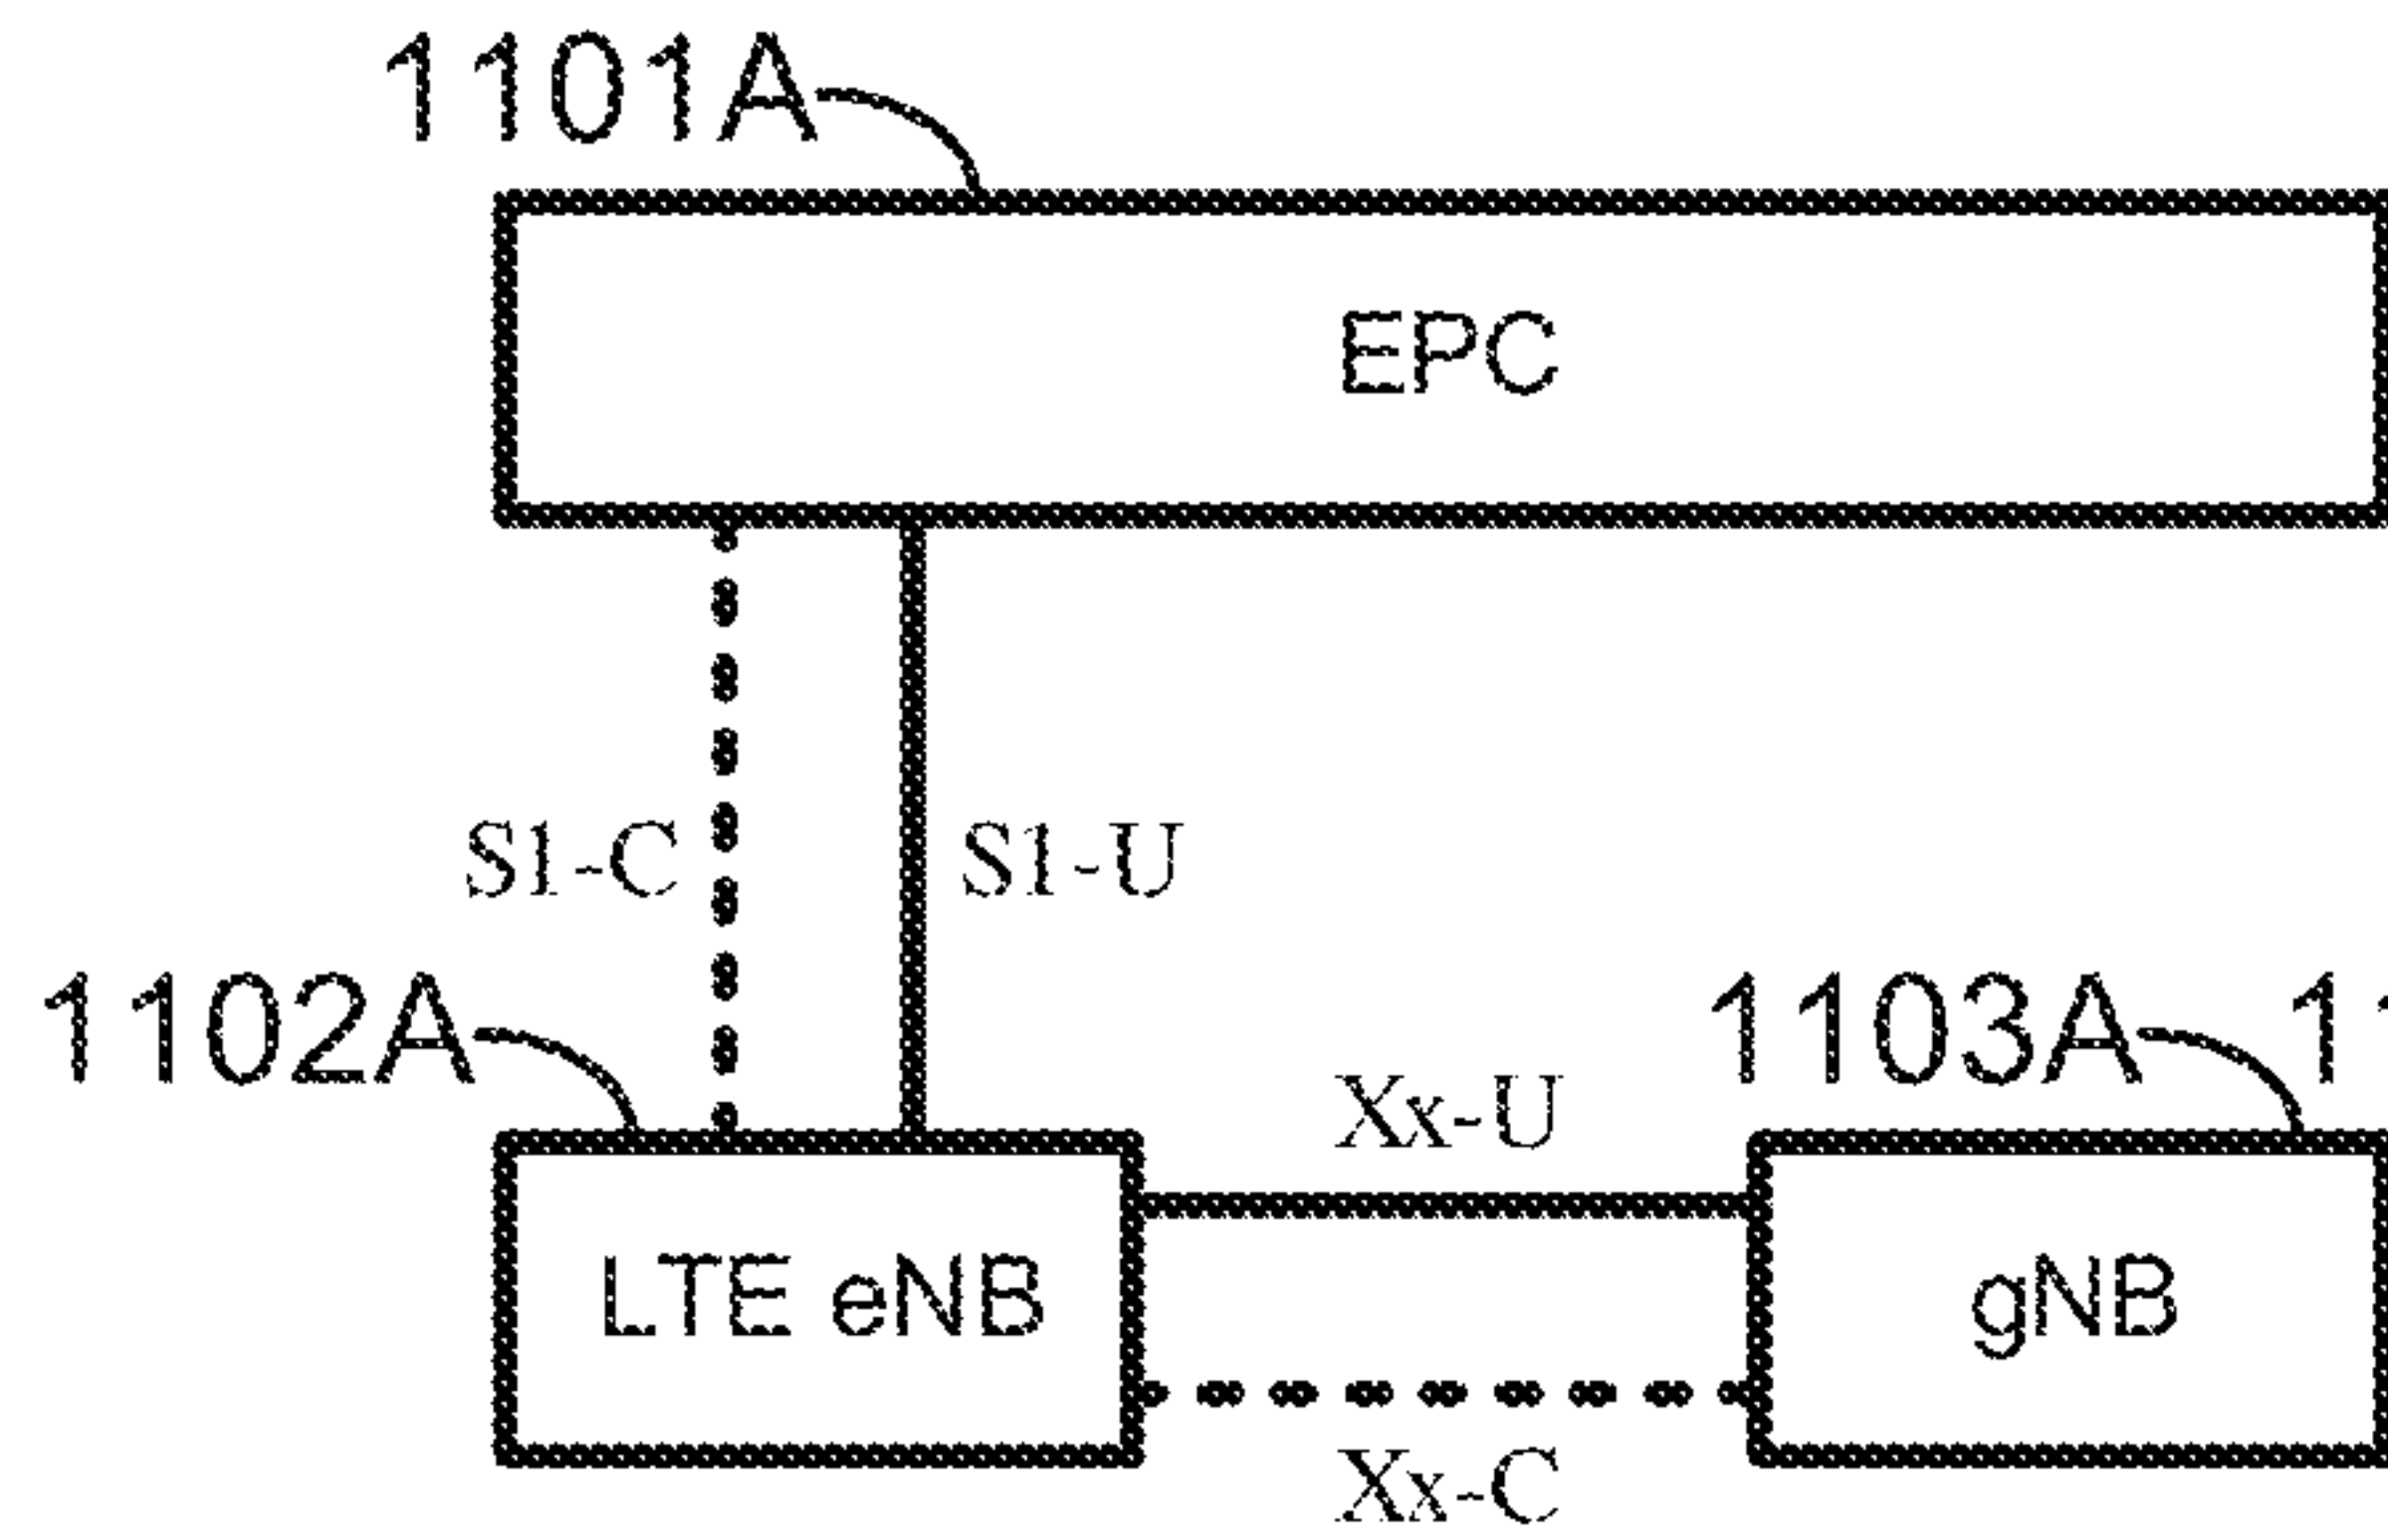 1101A
EPC
S1-C
S1-U
1102A
1103A
Xx-U
LTE eNB
gNB
Xx-C